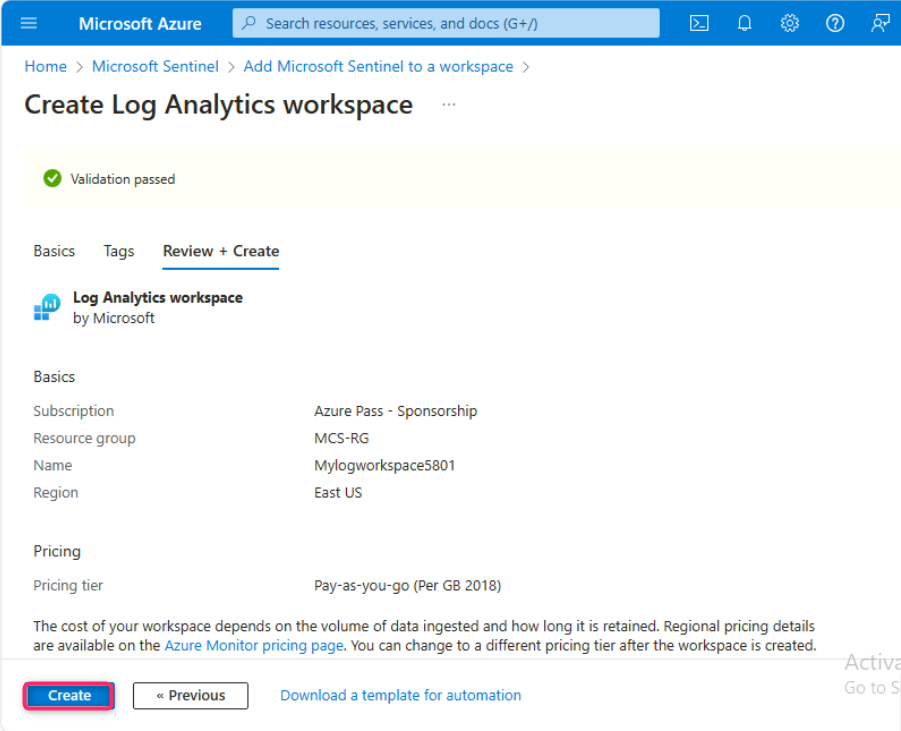 Microsoft Azure
Search resources, services, and docs (G+/)
Home > Microsoft Sentinel > Add Microsoft Sentinel to a workspace >
Create Log Analytics workspace ...
Validation passed
Basics Tags Review + Create
Log Analytics workspace
by Microsoft
Basics
Subscription Azure Pass - Sponsorship
Resource group MCS-RG
Name Mylogworkspace5801
Region East US
Pricing
Pricing tier Pay-as-you-go (Per GB 2018)
The cost of your workspace depends on the volume of data ingested and how long it is retained. Regional pricing details
are available on the Azure Monitor pricing page. You can change to a different pricing tier after the workspace is created.
Activa
Go to S
Create « Previous Download a template for automation